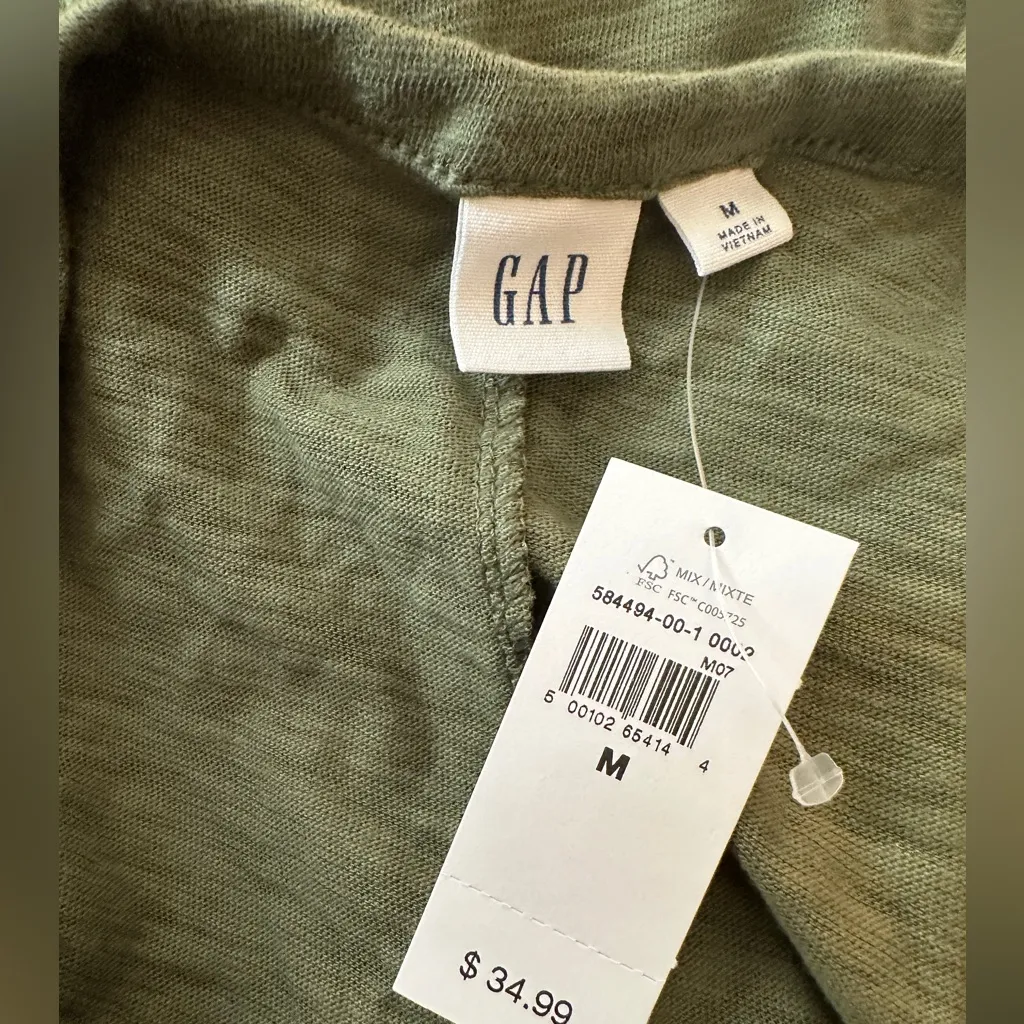 GAP
M
MADE IN
VIETNAM
MIX/MIXTE
FSC FSC™ C005725
584494-00-1 0002
M07
5 00102 65414 4
M
$ 34.99